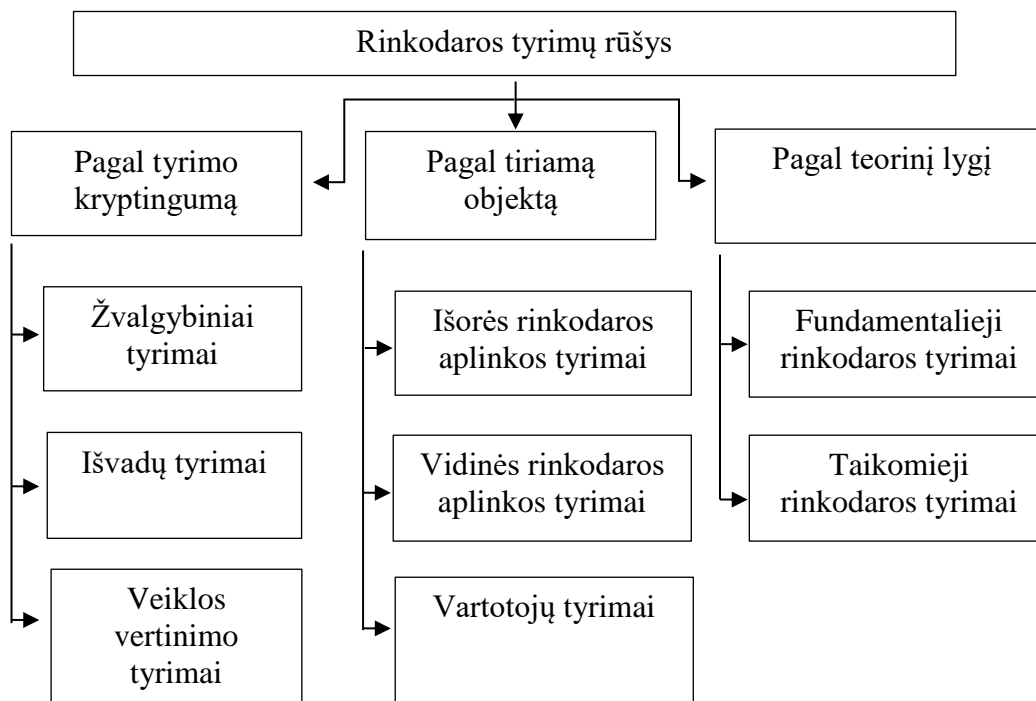 Rinkodaros tyrimų rūšys
Pagal tyrimo
kryptingumą
Pagal tiriamą
objektą
Pagal teorinį lygį
Žvalgybiniai
tyrimai
Išorės rinkodaros
aplinkos tyrimai
Fundamentalieji
rinkodaros tyrimai
Išvadų tyrimai
Vidinės rinkodaros
aplinkos tyrimai
Taikomieji
rinkodaros tyrimai
Veiklos
vertinimo
tyrimai
Vartotojų tyrimai